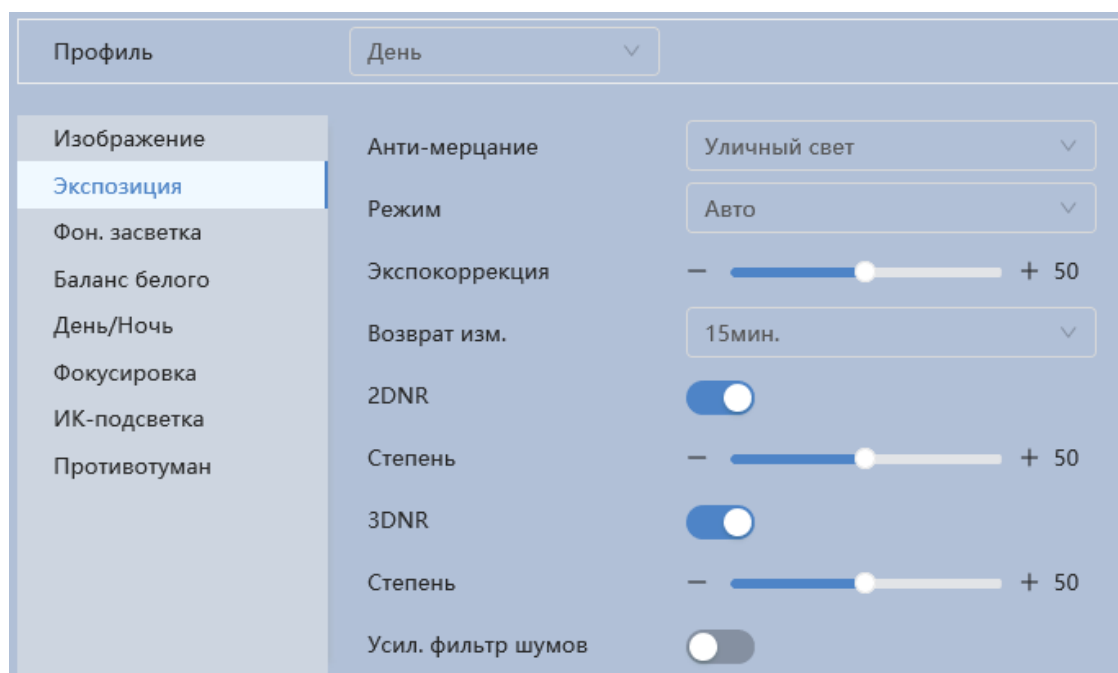 Профиль День
Изображение
Экспозиция
Фон. засветка
Баланс белого
День/Ночь
Фокусировка
ИК-подсветка
Противотуман
Анти-мерцание Уличный свет
Режим Авто
Экспокоррекция − + 50
Возврат изм. 15мин.
2DNR
Степень − + 50
3DNR
Степень − + 50
Усил. фильтр шумов